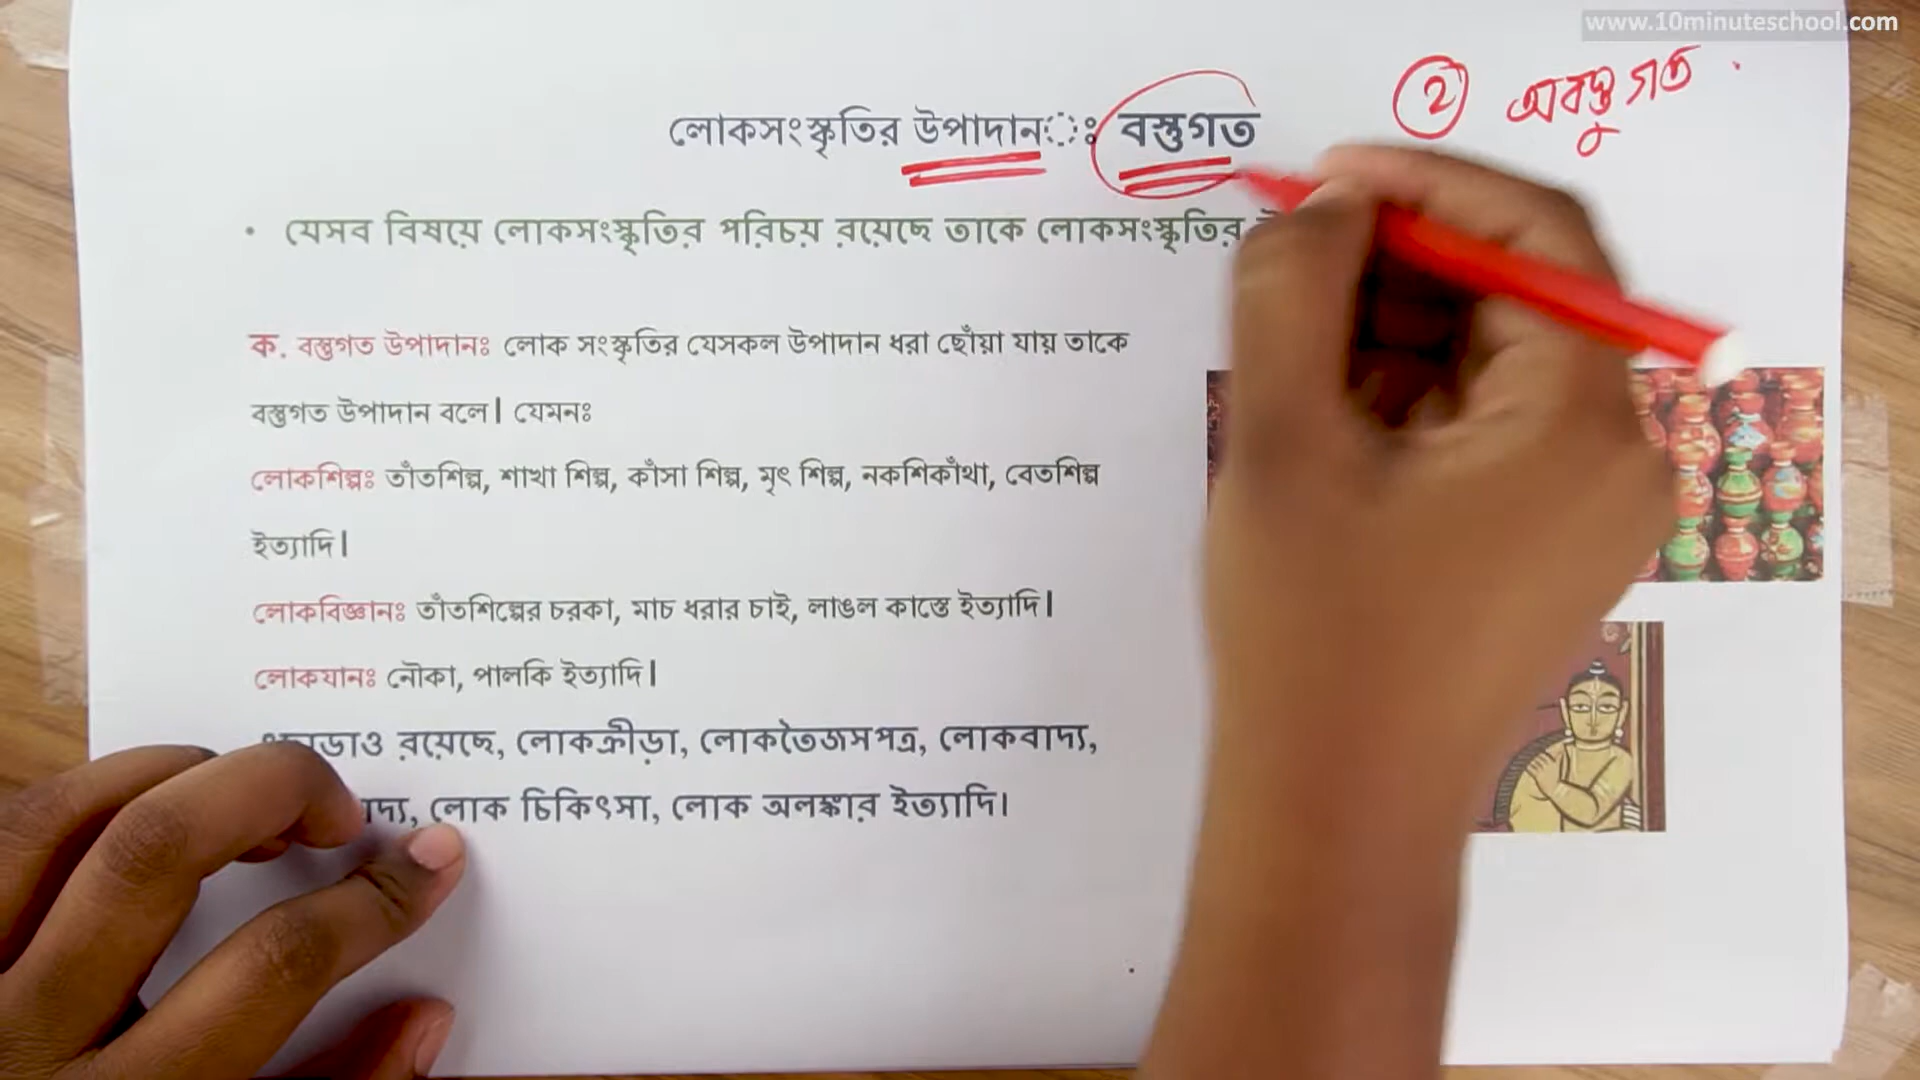 www.10minuteschool.com
লোকসংস্কৃতির উপাদানঃ বস্তুগত
২ অবস্তুগত
• যেসব বিষয়ে লোকসংস্কৃতির পরিচয় রয়েছে তাকে লোকসংস্কৃতির
ক. বস্তুগত উপাদানঃ লোক সংস্কৃতির যেসকল উপাদান ধরা ছোঁয়া যায় তাকে
বস্তুগত উপাদান বলে। যেমনঃ
লোকশিল্পঃ তাঁতশিল্প, শাখা শিল্প, কাঁসা শিল্প, মৃৎ শিল্প, নকশিকাঁথা, বেতশিল্প
ইত্যাদি।
লোকবিজ্ঞানঃ তাঁতশিল্পের চরকা, মাচ ধরার চাই, লাঙল কাস্তে ইত্যাদি।
লোকযানঃ নৌকা, পালকি ইত্যাদি।
রয়েছে, লোকক্রীড়া, লোকতৈজসপত্র, লোকবাদ্য,
লোক চিকিৎসা, লোক অলঙ্কার ইত্যাদি।